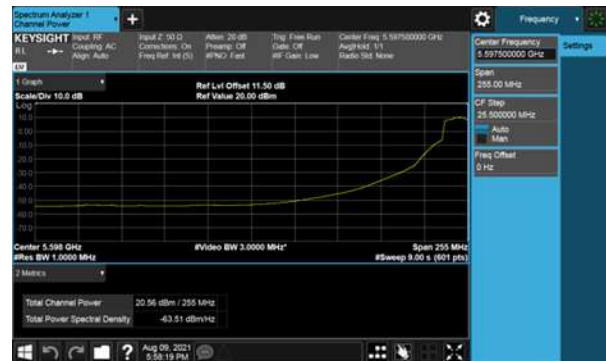 Spectrum Analyzer 1
Channel Power
Frequency
KEYSIGHT
Input: RF
Coupling: AC
Align: Auto
Input Z: 50 Ω
Corrections: On
Freq Ref: Int (S)
Atten: 20 dB
Preamp: Off
#PNO: Fast
Trig: Free Run
Gate: Off
#IF Gain: Low
Center Freq: 5.597500000 GHz
Avg|Hold: 1/1
Radio Std: None
Center Frequency
5.597500000 GHz
Settings
Span
255.00 MHz
CF Step
25.500000 MHz
Auto
Man
Freq Offset
0 Hz
1 Graph
Scale/Div 10.0 dB
Ref Lvl Offset 11.50 dB
Ref Value 20.00 dBm
Log
10.0
0.00
-10.0
-20.0
-30.0
-40.0
-50.0
-60.0
-70.0
Center 5.598 GHz
#Video BW 3.0000 MHz*
Span 255 MHz
#Res BW 1.0000 MHz
#Sweep 9.00 s (601 pts)
2 Metrics
Total Channel Power 20.56 dBm / 255 MHz
Total Power Spectral Density -63.51 dBm/Hz
?
Aug 09, 2021
5:58:19 PM